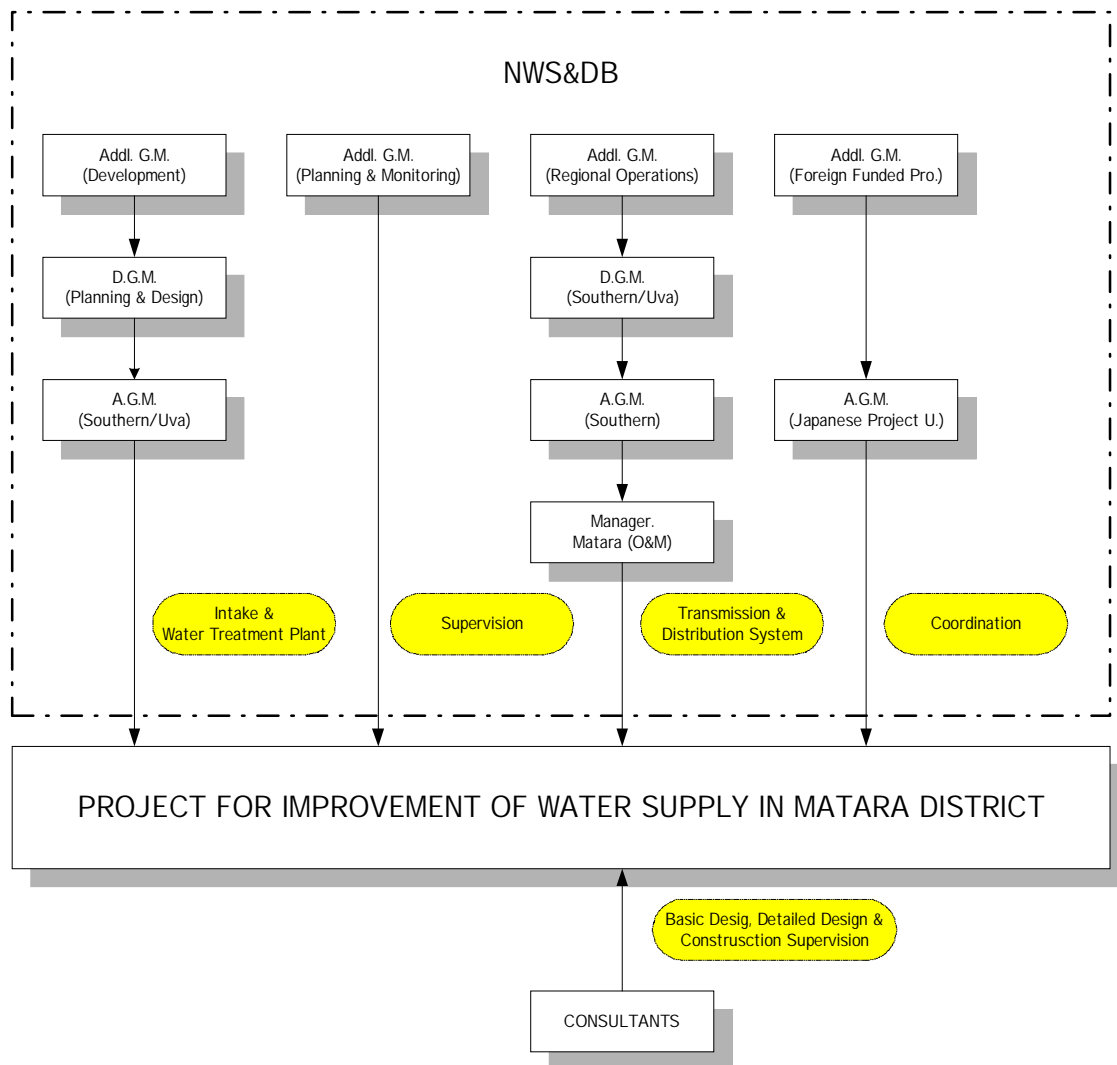 NWS&DB
Addl. G.M.
(Development)
Addl. G.M.
(Planning & Monitoring)
Addl. G.M.
(Regional Operations)
Addl. G.M.
(Foreign Funded Pro.)
D.G.M.
(Planning & Design)
D.G.M.
(Southern/Uva)
A.G.M.
(Southern/Uva)
A.G.M.
(Southern)
A.G.M.
(Japanese Project U.)
Manager.
Matara (O&M)
Intake &
Water Treatment Plant
Supervision
Transmission &
Distribution System
Coordination
PROJECT FOR IMPROVEMENT OF WATER SUPPLY IN MATARA DISTRICT
Basic Desig, Detailed Design &
Construsction Supervision
CONSULTANTS